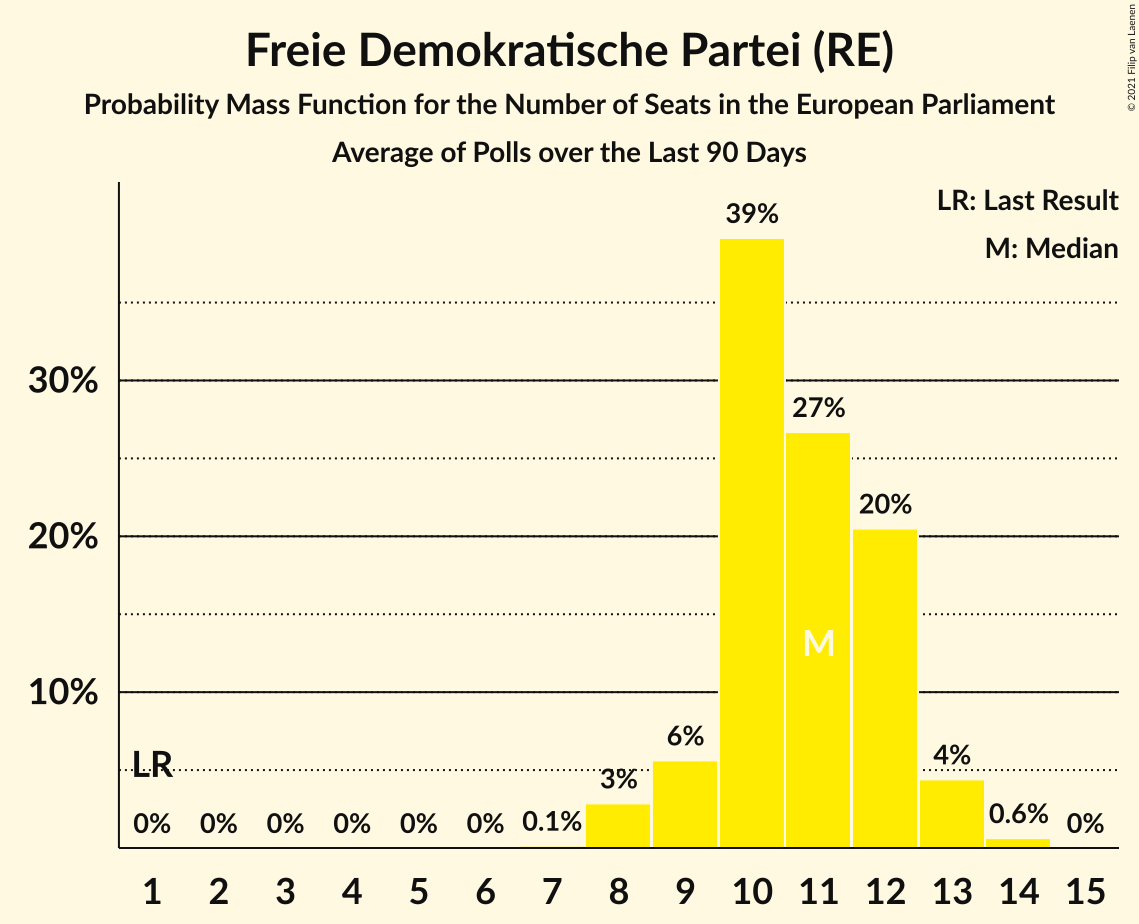 Freie Demokratische Partei (RE)
Probability Mass Function for the Number of Seats in the European Parliament
Average of Polls over the Last 90 Days
© 2021 Filip van Laenen
LR: Last Result
M: Median
39%
30%
27%
20%
20%
M
10%
6%
LR
3%
4%
0% 0% 0% 0% 0% 0% 0.1% 0.6% 0%
1 2 3 4 5 6 7 8 9 10 11 12 13 14 15